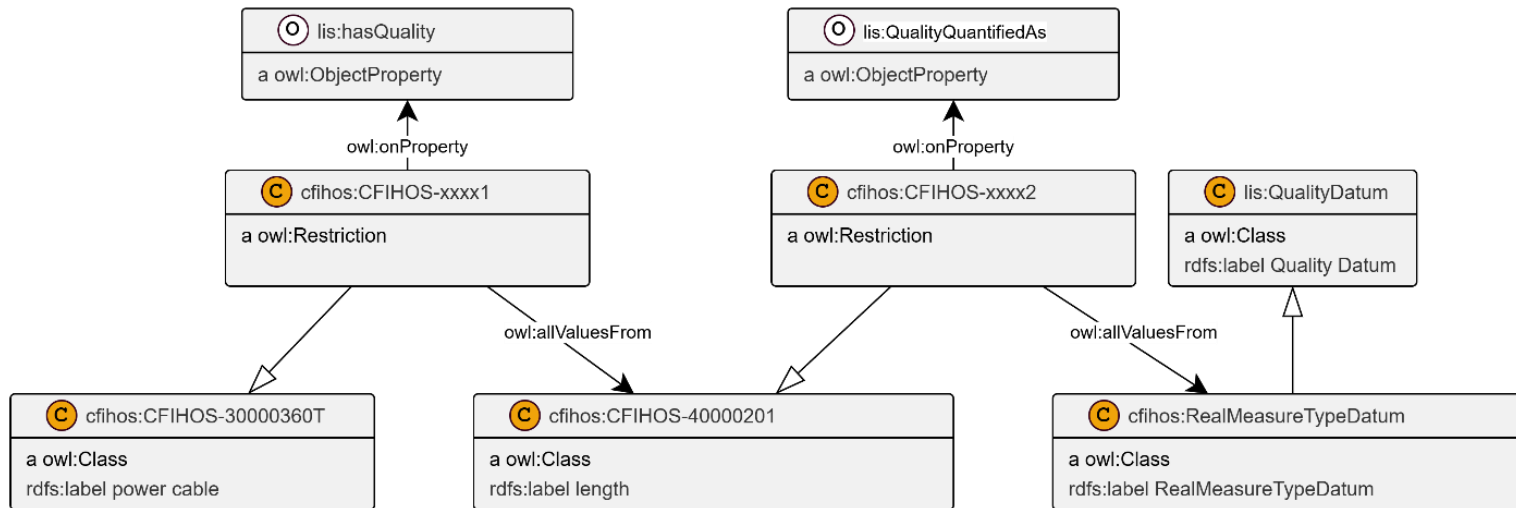 O lis:hasQuality
a owl:ObjectProperty
O lis:QualityQuantifiedAs
a owl:ObjectProperty
owl:onProperty
owl:onProperty
C cfihos:CFIHOS-xxxx1
a owl:Restriction
C cfihos:CFIHOS-xxxx2
a owl:Restriction
C lis:QualityDatum
a owl:Class
rdfs:label Quality Datum
owl:allValuesFrom
owl:allValuesFrom
C cfihos:CFIHOS-30000360T
a owl:Class
rdfs:label power cable
C cfihos:CFIHOS-40000201
a owl:Class
rdfs:label length
C cfihos:RealMeasureTypeDatum
a owl:Class
rdfs:label RealMeasureTypeDatum